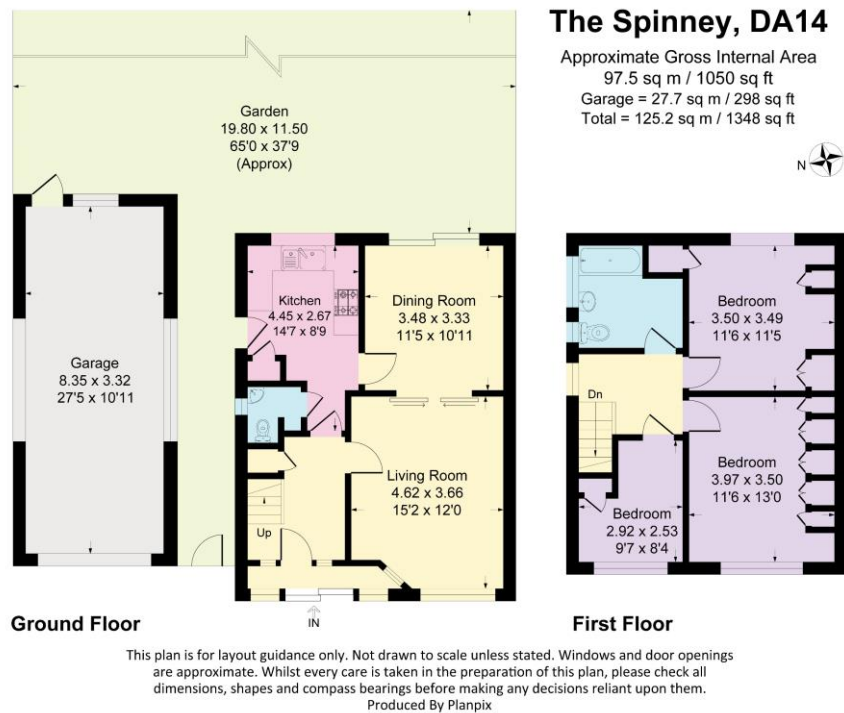 The Spinney, DA14
Approximate Gross Internal Area
97.5 sq m / 1050 sq ft
Garage = 27.7 sq m / 298 sq ft
Total = 125.2 sq m / 1348 sq ft
N
Garden
19.80 x 11.50
65'0 x 37'9
(Approx)
Kitchen
4.45 x 2.67
14'7 x 8'9
Dining Room
3.48 x 3.33
11'5 x 10'11
Garage
8.35 x 3.32
27'5 x 10'11
Living Room
4.62 x 3.66
15'2 x 12'0
Up
IN
Bedroom
3.50 x 3.49
11'6 x 11'5
Dn
Bedroom
3.97 x 3.50
11'6 x 13'0
Bedroom
2.92 x 2.53
9'7 x 8'4
Ground Floor
First Floor
This plan is for layout guidance only. Not drawn to scale unless stated. Windows and door openings
are approximate. Whilst every care is taken in the preparation of this plan, please check all
dimensions, shapes and compass bearings before making any decisions reliant upon them.
Produced By Planpix